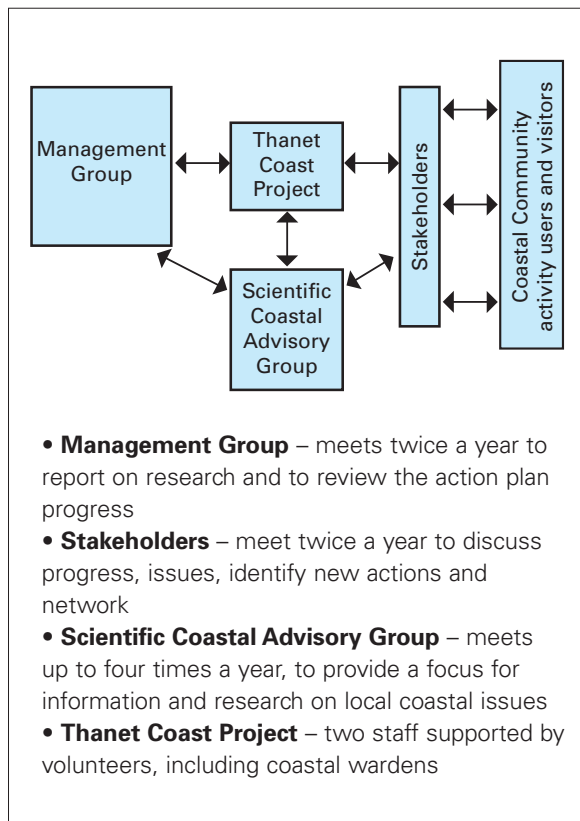 Management
Group
Thanet
Coast
Project
Scientific
Coastal
Advisory
Group
Stakeholders
Coastal Community
activity users and visitors
• Management Group – meets twice a year to
report on research and to review the action plan
progress
• Stakeholders – meet twice a year to discuss
progress, issues, identify new actions and
network
• Scientific Coastal Advisory Group – meets
up to four times a year, to provide a focus for
information and research on local coastal issues
• Thanet Coast Project – two staff supported by
volunteers, including coastal wardens